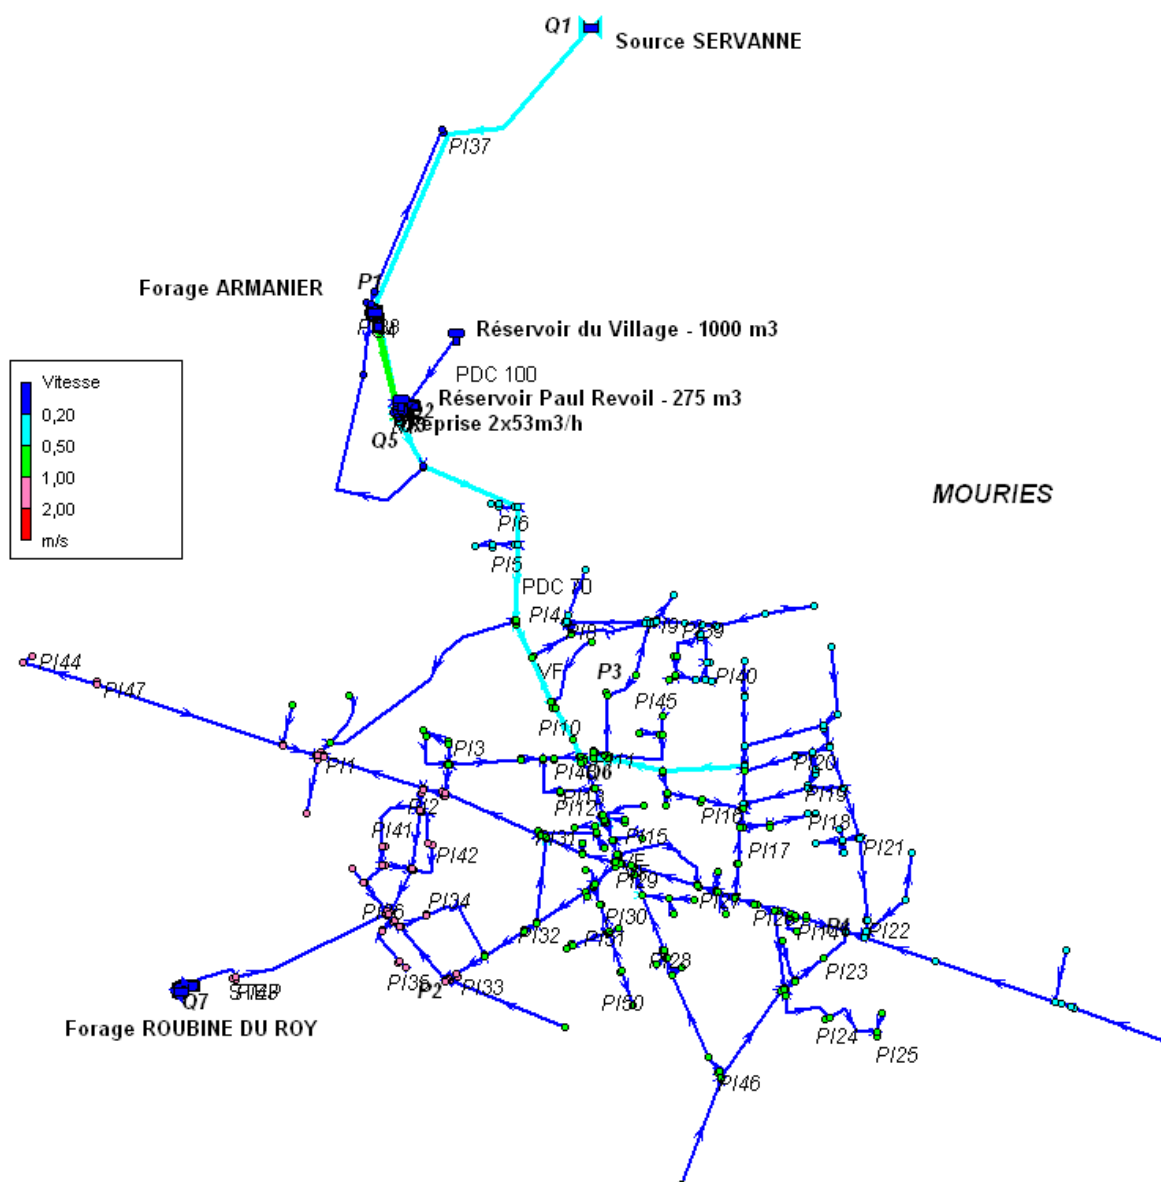 Q1
Source SERVANNE
PI37
P1
Forage ARMANIER
Réservoir du Village - 1000 m3
PDC 100
Réservoir Paul Revoil - 275 m3
Reprise 2x53m3/h
Q5
Vitesse
0,20
0,50
1,00
2,00
m/s
MOURIES
PI6
PI5
PDC 70
PI4
PI40
VF
P3
PI45
PI44
PI47
PI10
PI3
PI1
Q6
PI20
PI19
PI12
PI16
PI18
PI2
PI41
PI15
PI21
PI42
PI17
PI34
PI30
PI32
PI22
PI28
PI23
PI33
P2
PI50
Q7
Forage ROUBINE DU ROY
PI24
PI25
PI46